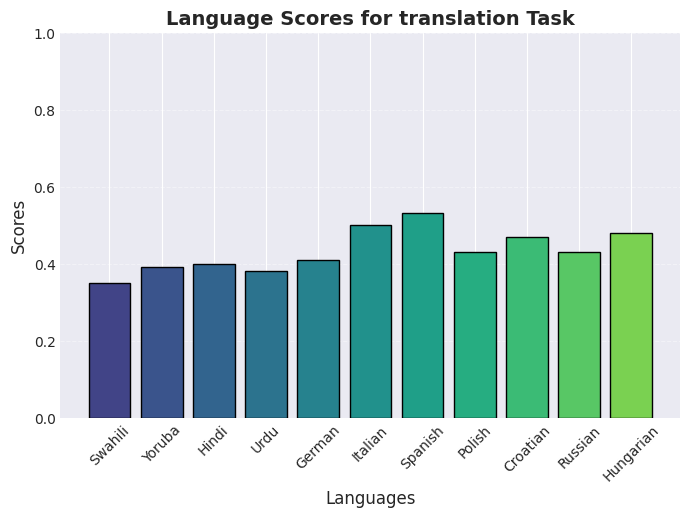 Language Scores for translation Task
1.0
0.8
0.6
0.4
0.2
0.0
Scores
Swahili
Yoruba
Hindi
Urdu
German
Italian
Spanish
Polish
Croatian
Russian
Hungarian
Languages